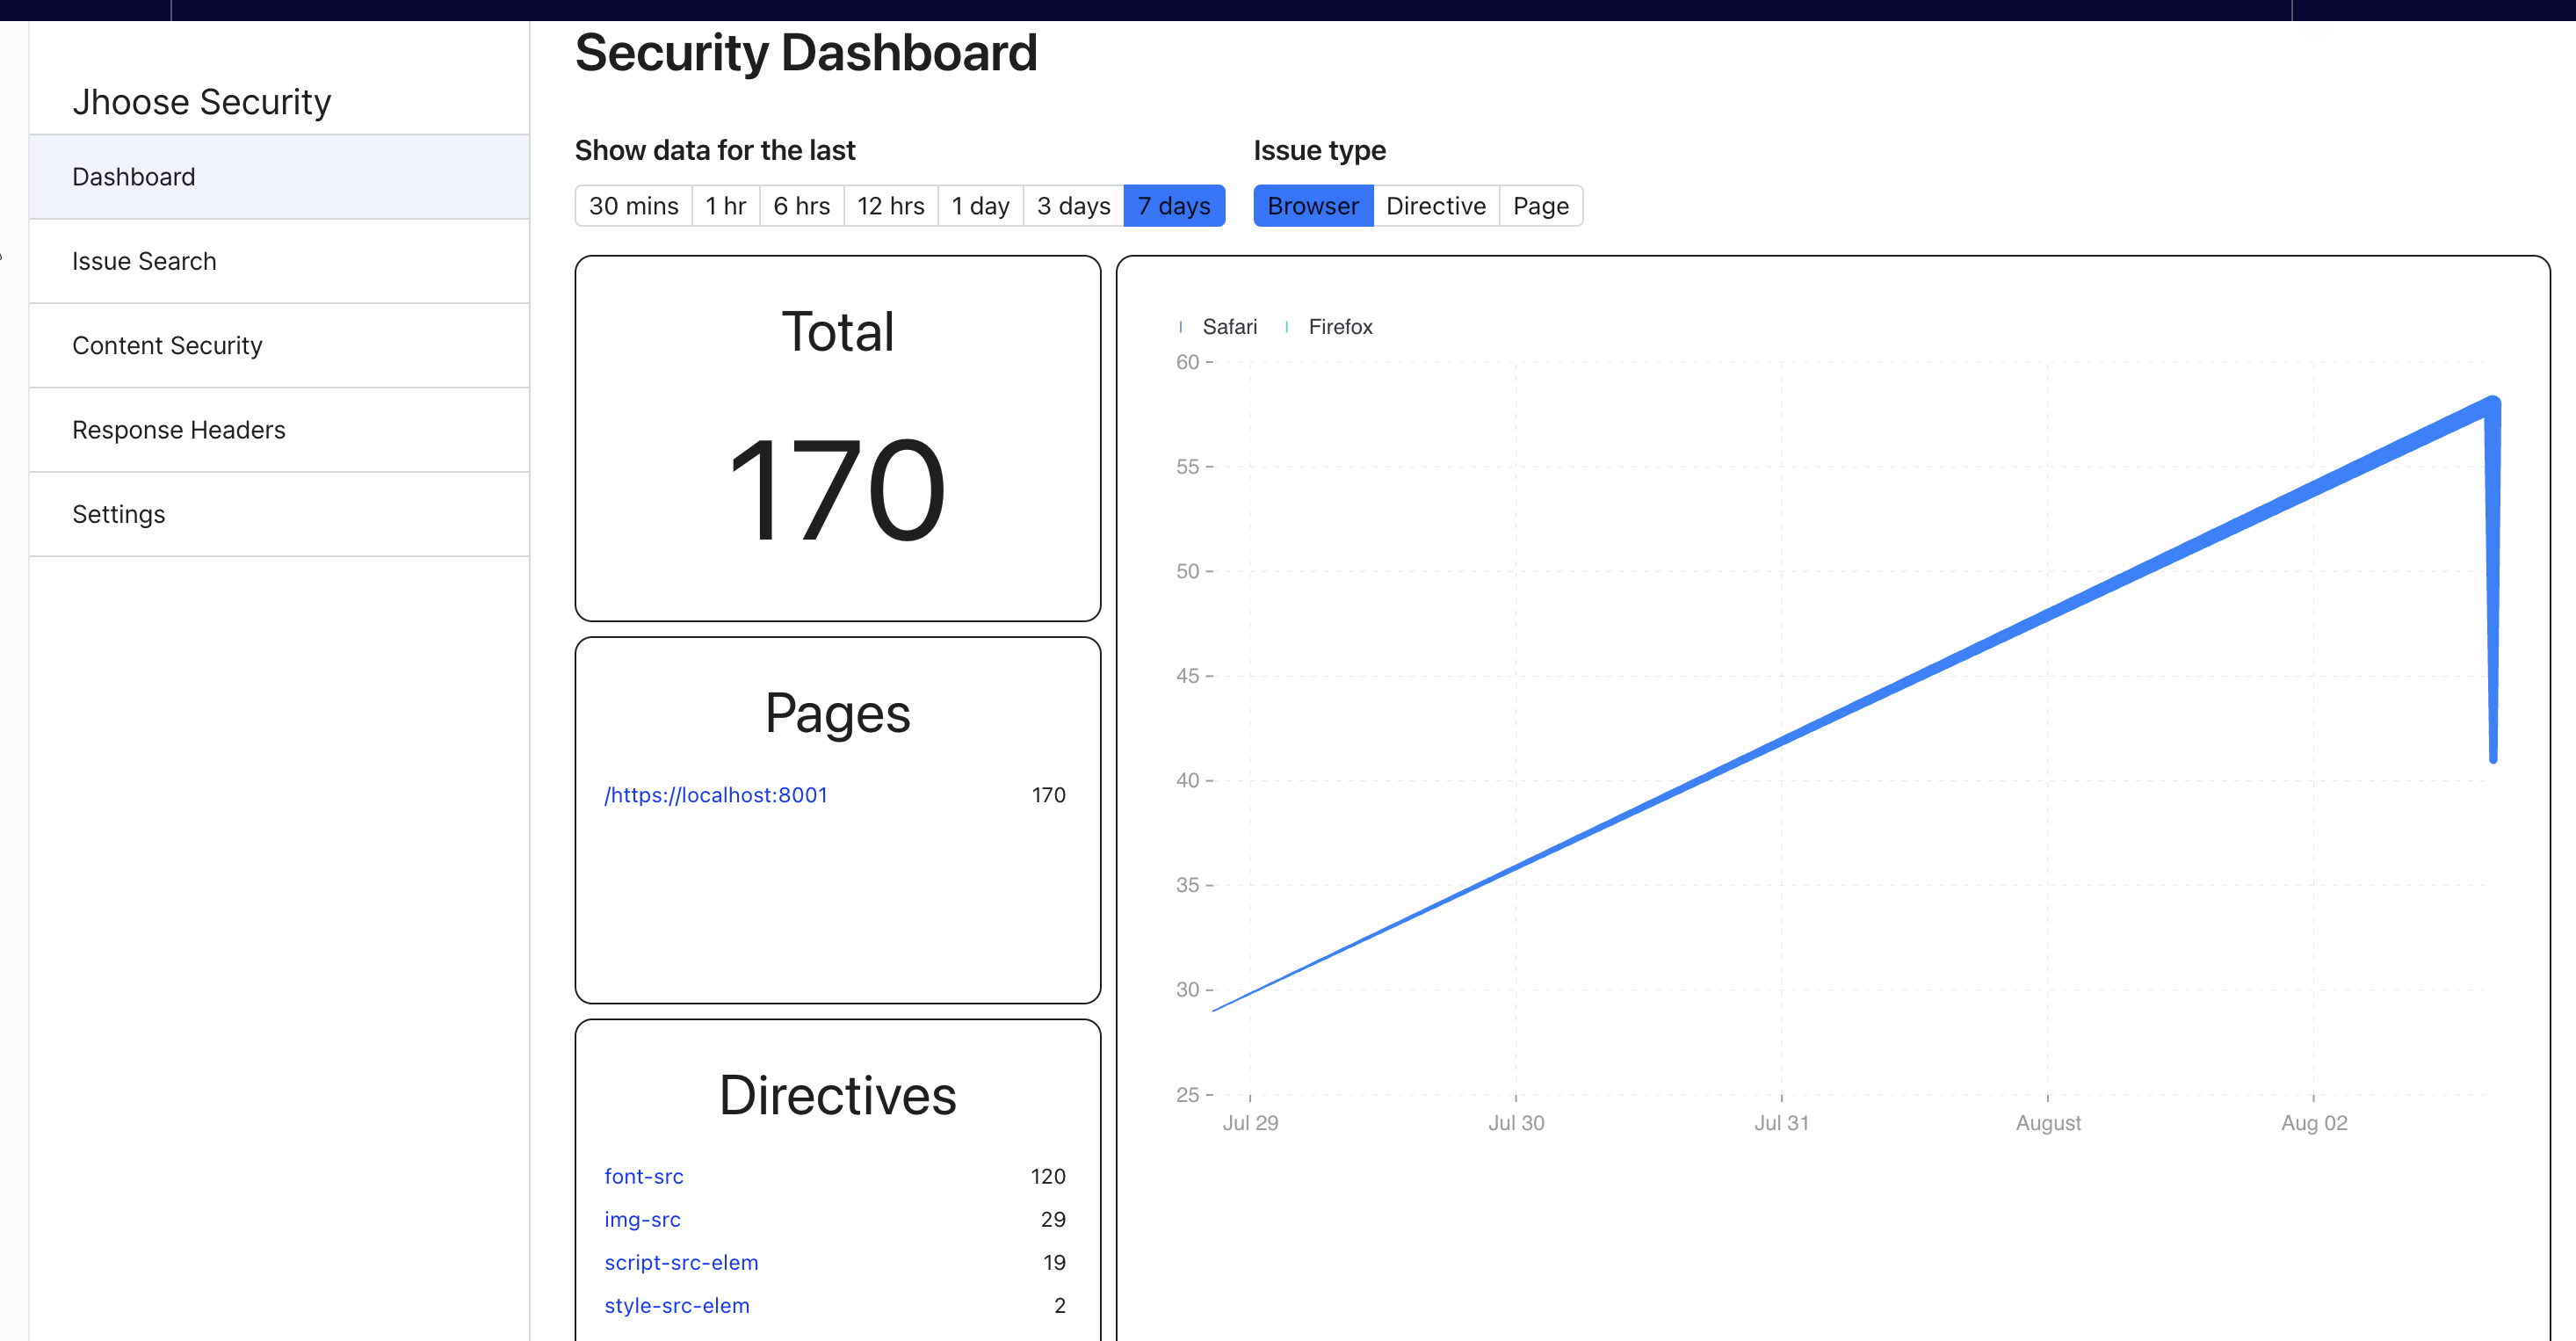 Security Dashboard
Jhoose Security
Dashboard
Issue Search
Content Security
Response Headers
Settings
Show data for the last
30 mins 1 hr 6 hrs 12 hrs 1 day 3 days 7 days
Issue type
Browser Directive Page
Total
170
Pages
/https://localhost:8001 170
Directives
font-src 120
img-src 29
script-src-elem 19
style-src-elem 2
Safari Firefox
60
55
50
45
40
35
30
25
Jul 29 Jul 30 Jul 31 August Aug 02